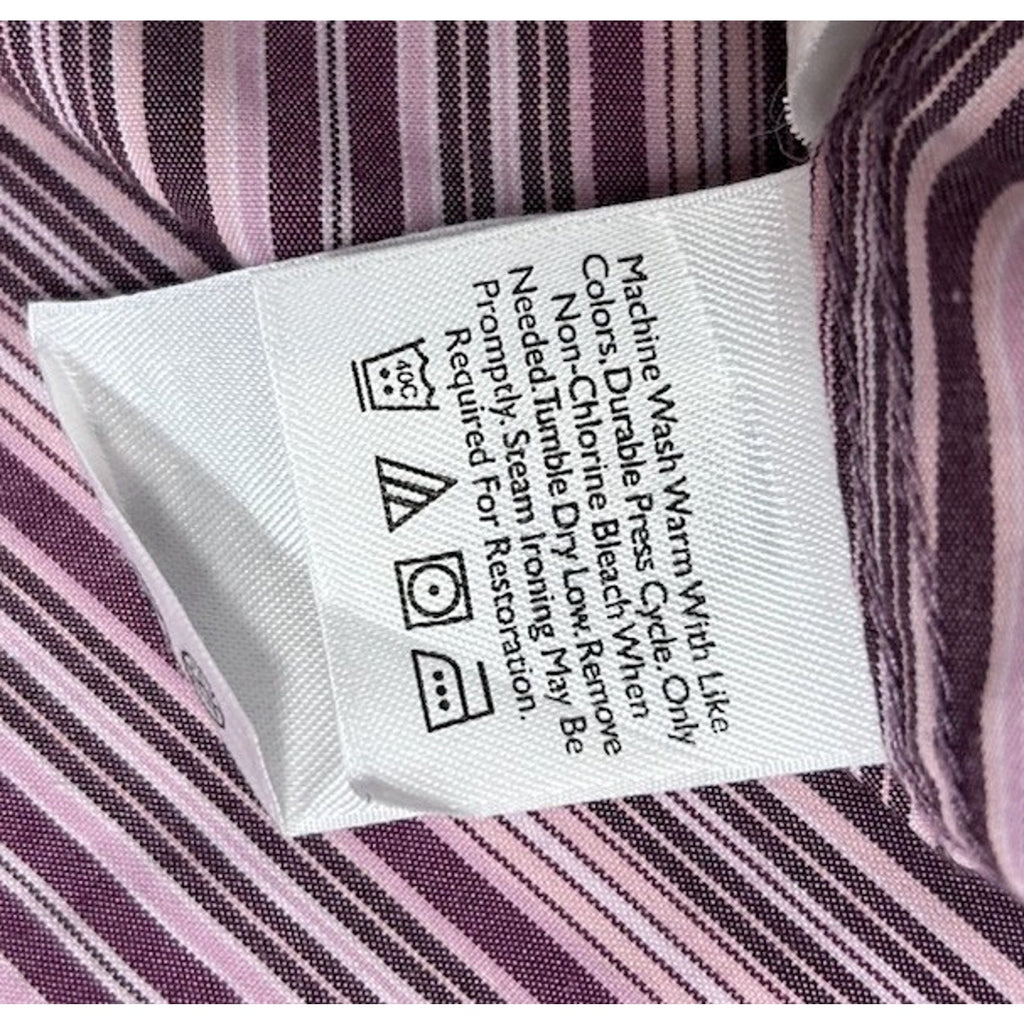 Machine Wash Warm With Like
Colors, Durable Press Cycle. Only
Non-Chlorine Bleach When
Needed.Tumble Dry Low. Remove
Promptly. Steam Ironing May Be
Required For Restoration.
40C